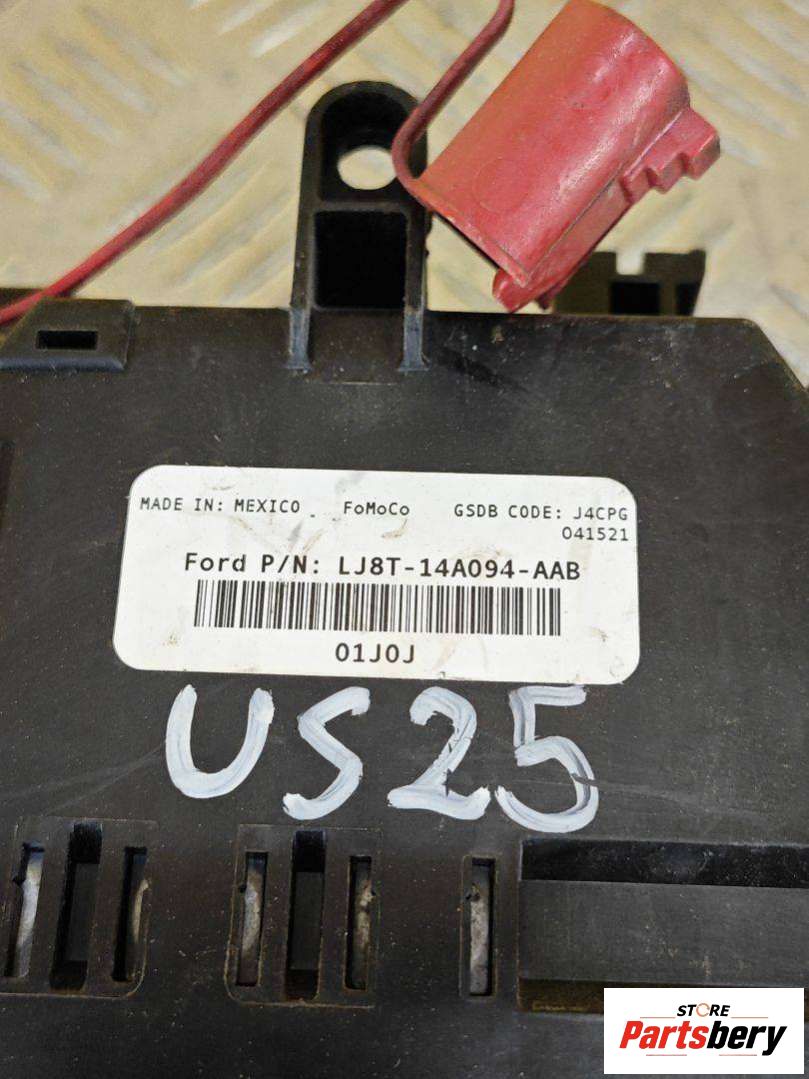 MADE IN: MEXICO FoMoCo GSDB CODE: J4CPG
041521
Ford P/N: LJ8T-14A094-AAB
01J0J
US25
STORE
Partsbery